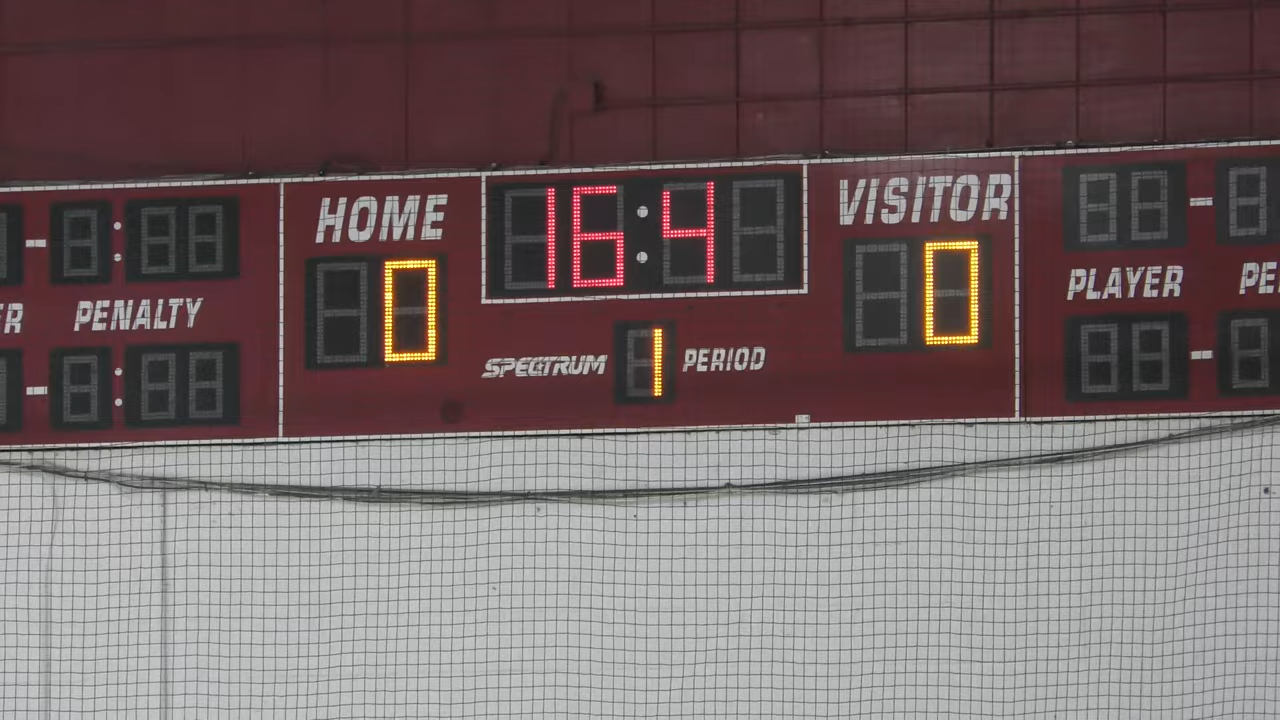 HOME
16:4
VISITOR
0
0
PENALTY
SPECTRUM
1
PERIOD
PLAYER